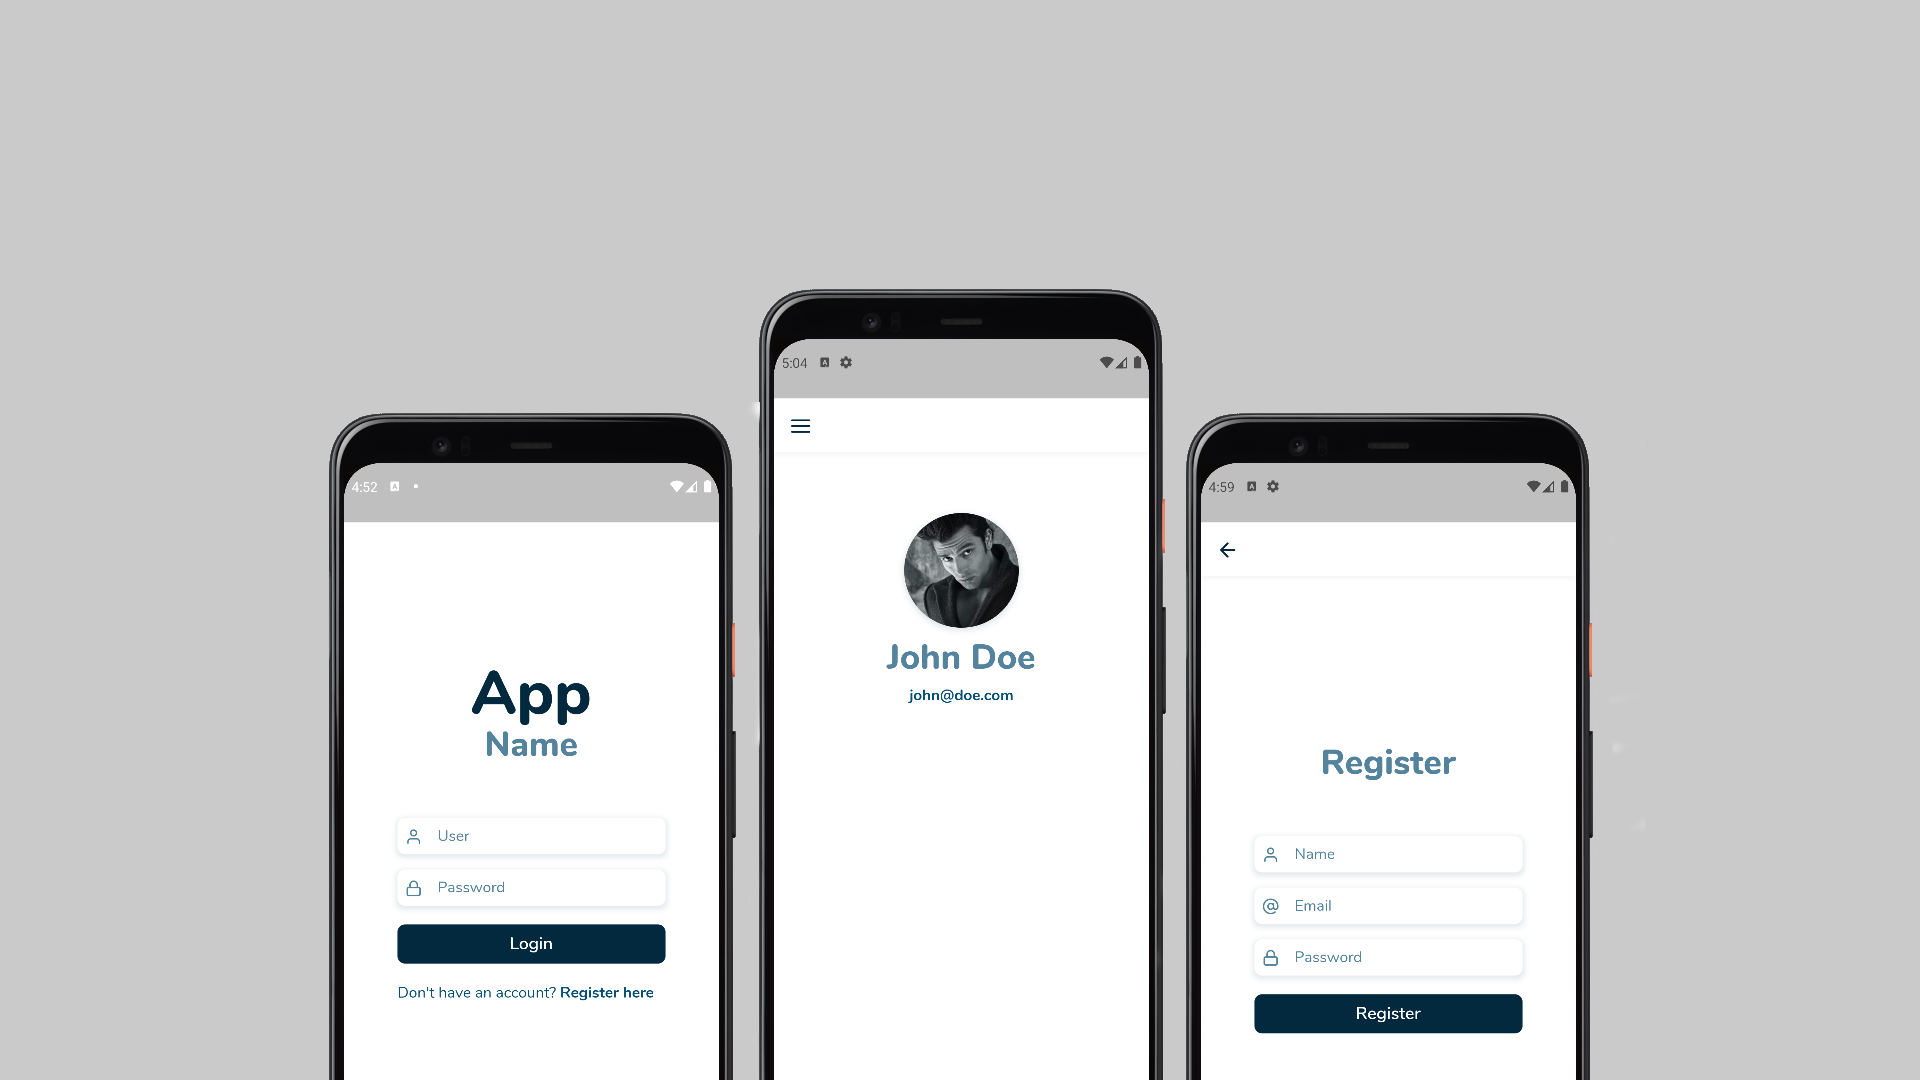 4:52
App
Name
User
Password
Login
Don't have an account? Register here
5:04
John Doe
john@doe.com
4:59
Register
Name
Email
Password
Register